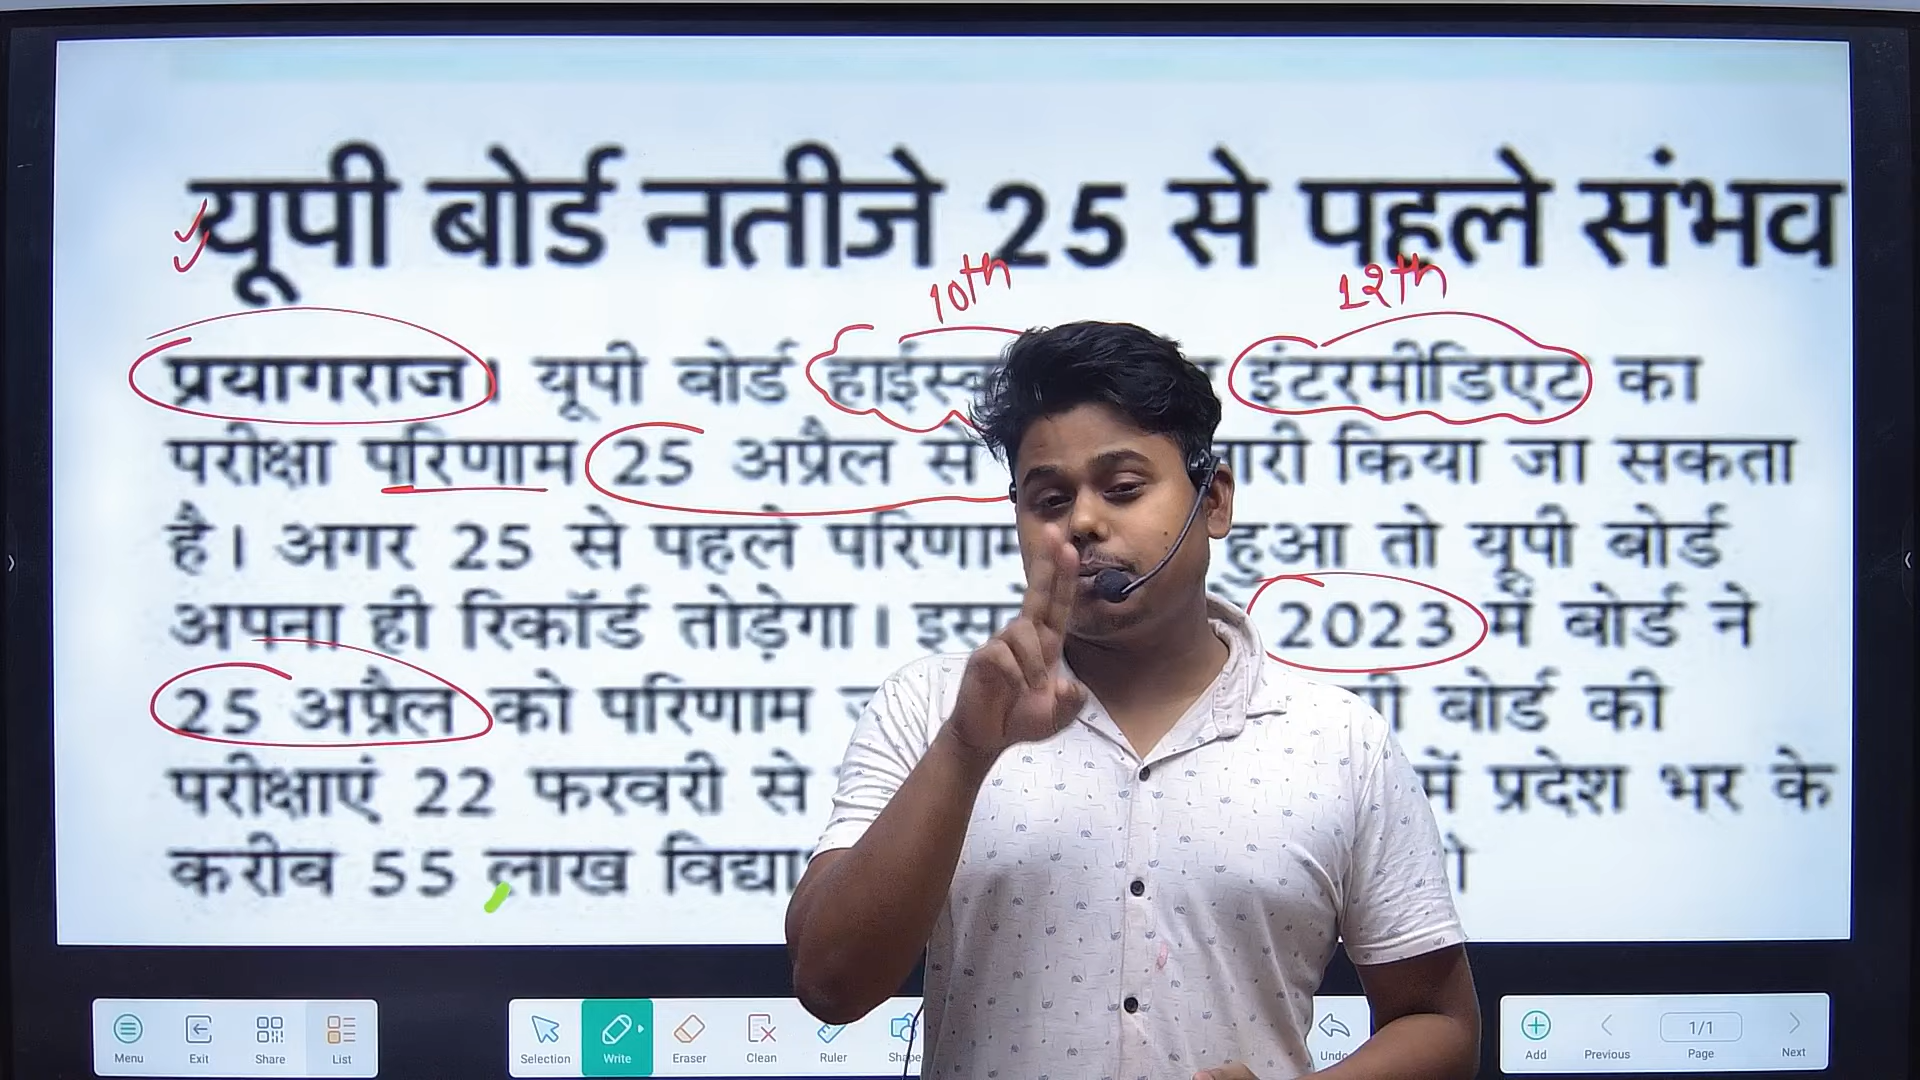 यूपी बोर्ड नतीजे 25 से पहले संभव
10th 12th
प्रयागराज। यूपी बोर्ड इंटरमीडिएट का
परीक्षा परिणाम 25 अप्रैल से किया जा सकता
है। अगर 25 से पहले परिणाम हुआ तो यूपी बोर्ड
अपना ही रिकॉर्ड तोड़ेगा। 2023 में बोर्ड ने
25 अप्रैल को परिणाम बोर्ड की
परीक्षाएं 22 फरवरी से में प्रदेश भर के
करीब 55 लाख
Menu Exit Share List Selection Write Eraser Clean Ruler Undo Add Previous 1/1 Page Next